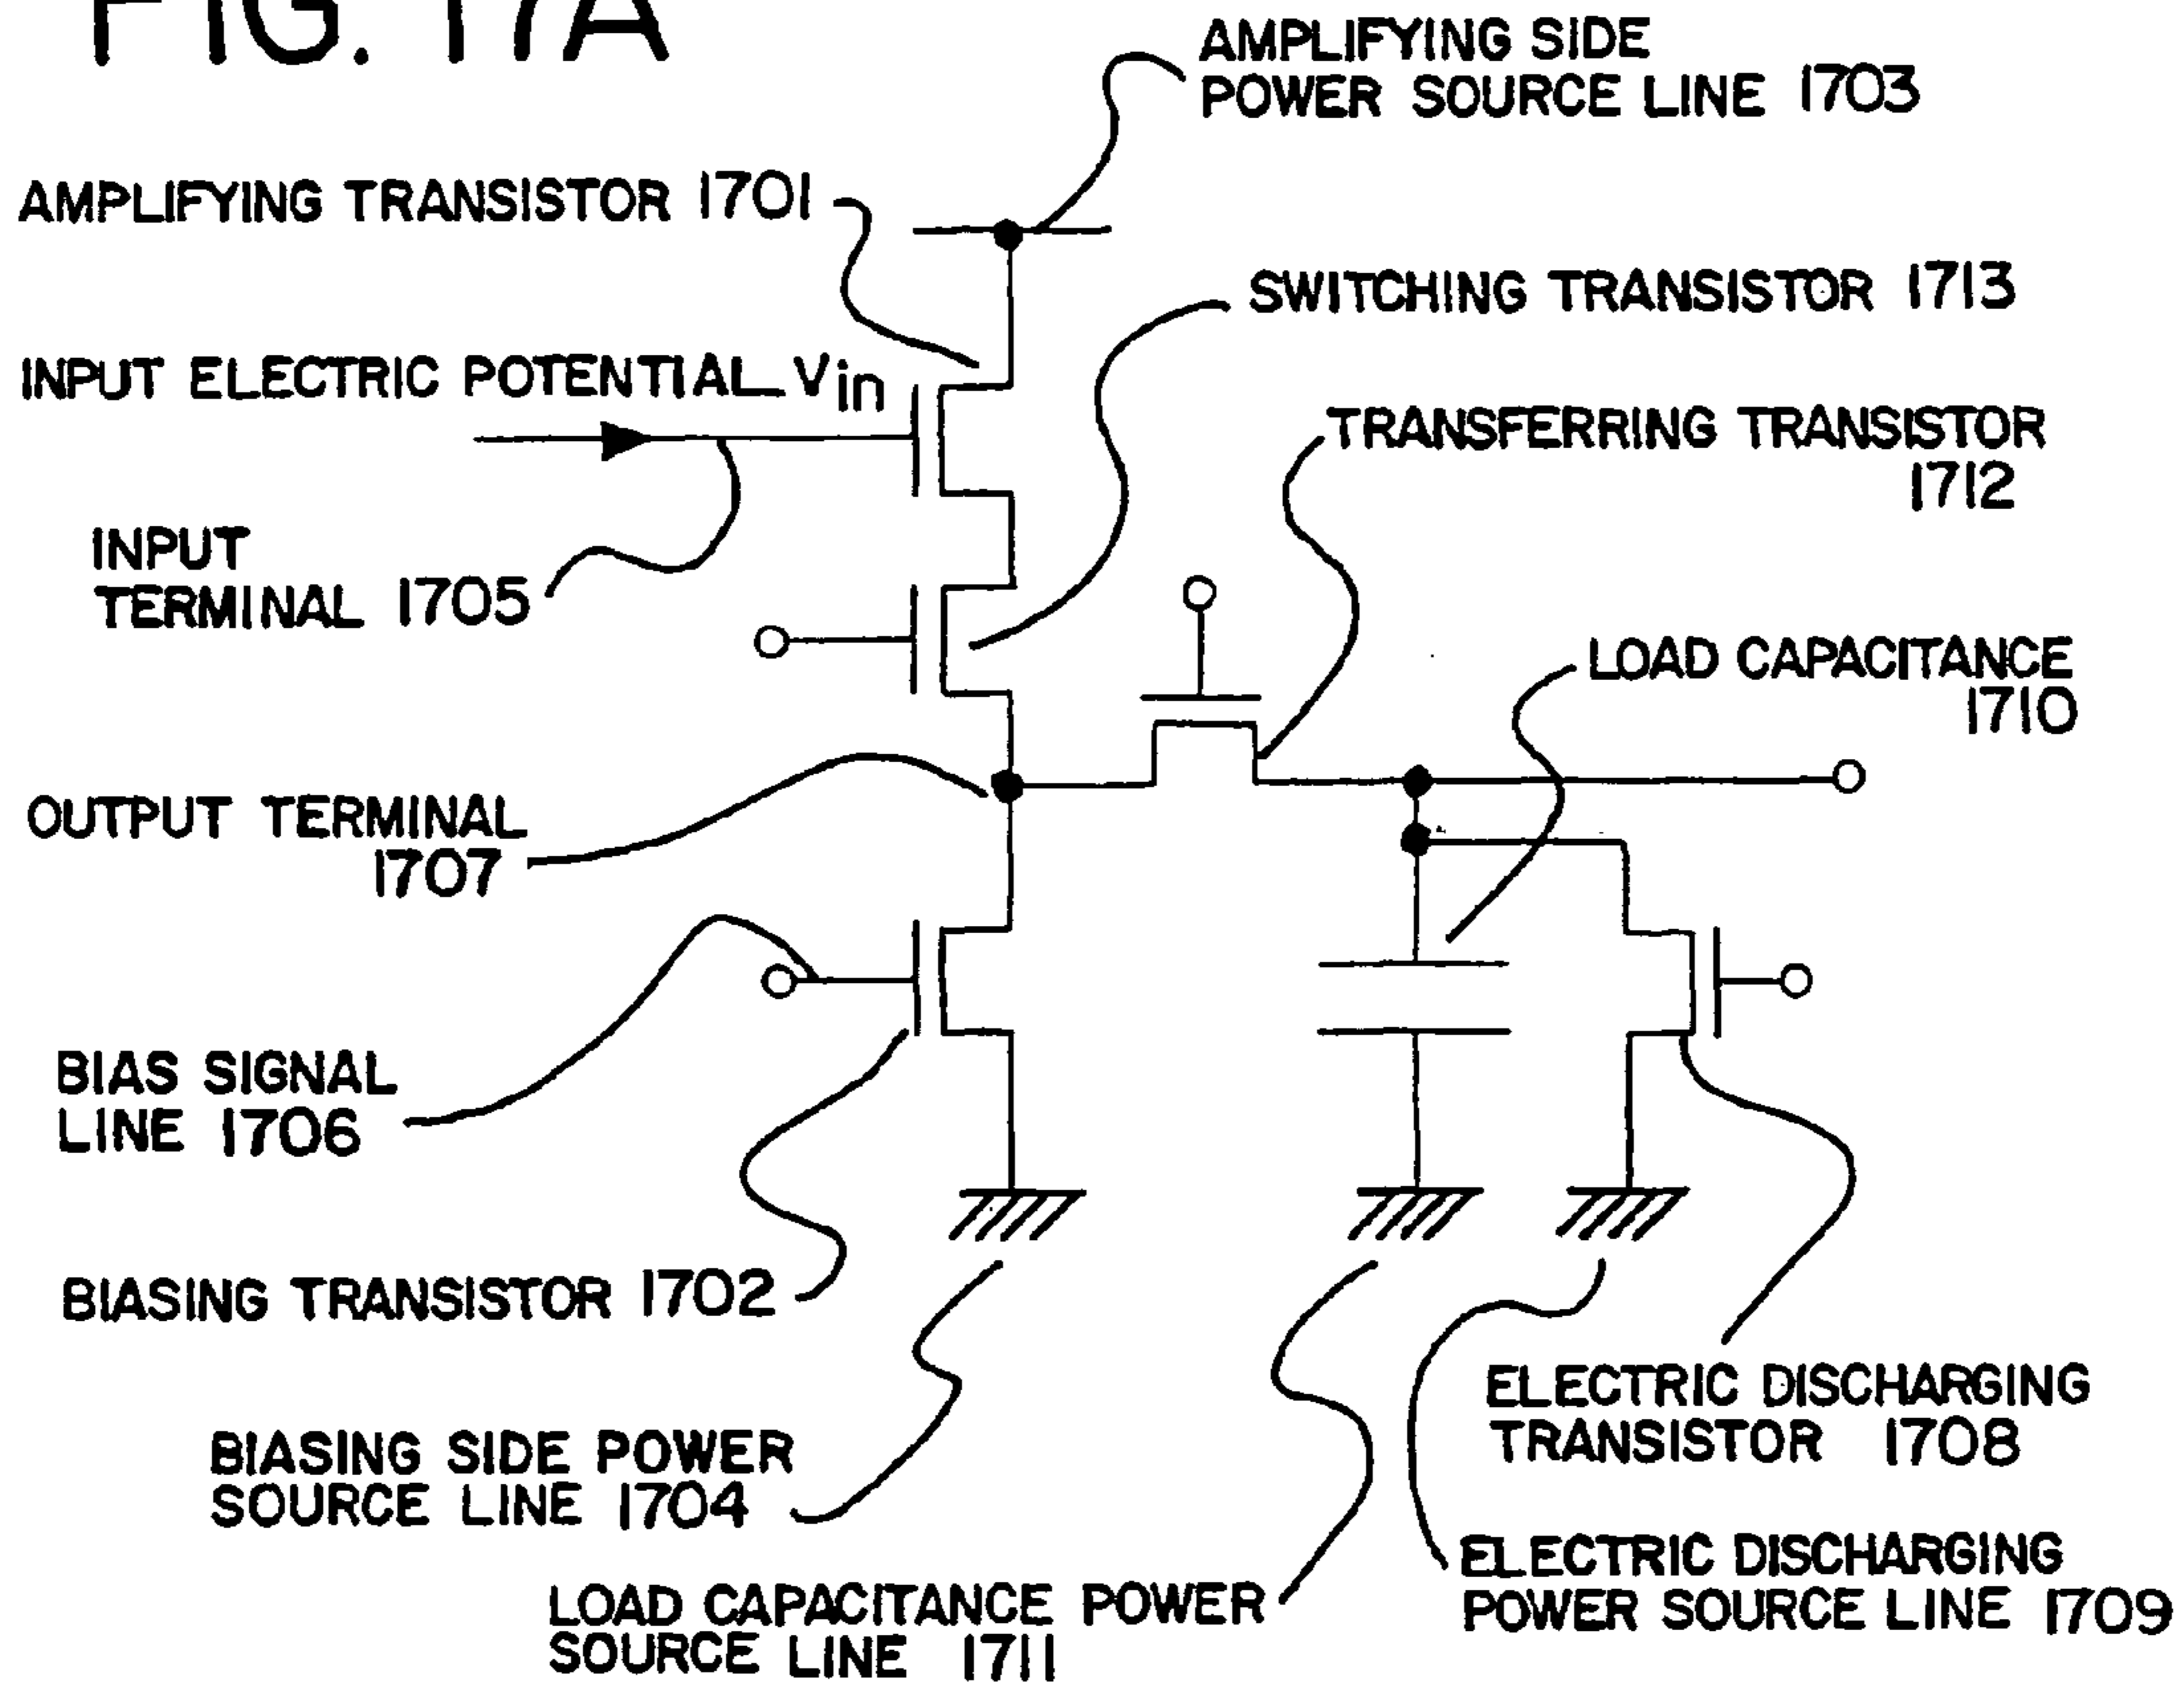 FIG. 17A
AMPLIFYING SIDE
POWER SOURCE LINE 1703
AMPLIFYING TRANSISTOR 1701
SWITCHING TRANSISTOR 1713
INPUT ELECTRIC POTENTIAL Vin
TRANSFERRING TRANSISTOR
1712
INPUT
TERMINAL 1705
LOAD CAPACITANCE
1710
OUTPUT TERMINAL
1707
BIAS SIGNAL
LINE 1706
BIASING TRANSISTOR 1702
ELECTRIC DISCHARGING
TRANSISTOR 1708
BIASING SIDE POWER
SOURCE LINE 1704
ELECTRIC DISCHARGING
POWER SOURCE LINE 1709
LOAD CAPACITANCE POWER
SOURCE LINE 1711